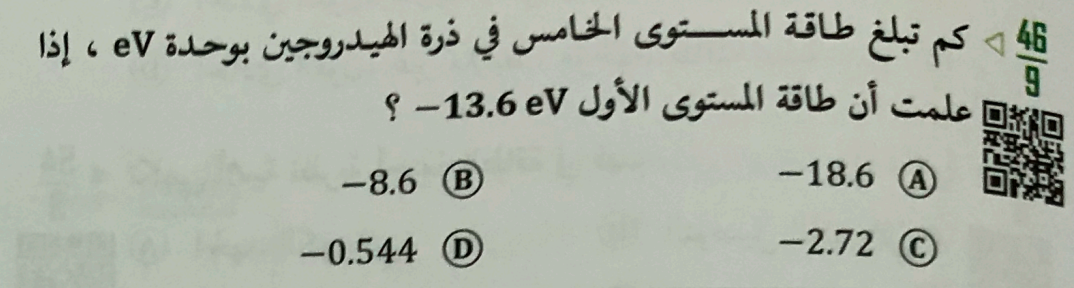 46/9 ◁ كم تبلغ طاقة المستوى الخامس في ذرة الهيدروجين بوحدة eV ، إذا
علمت أن طاقة المستوى الأول −13.6 eV ؟
Ⓐ −18.6 Ⓑ −8.6
Ⓒ −2.72 Ⓓ −0.544